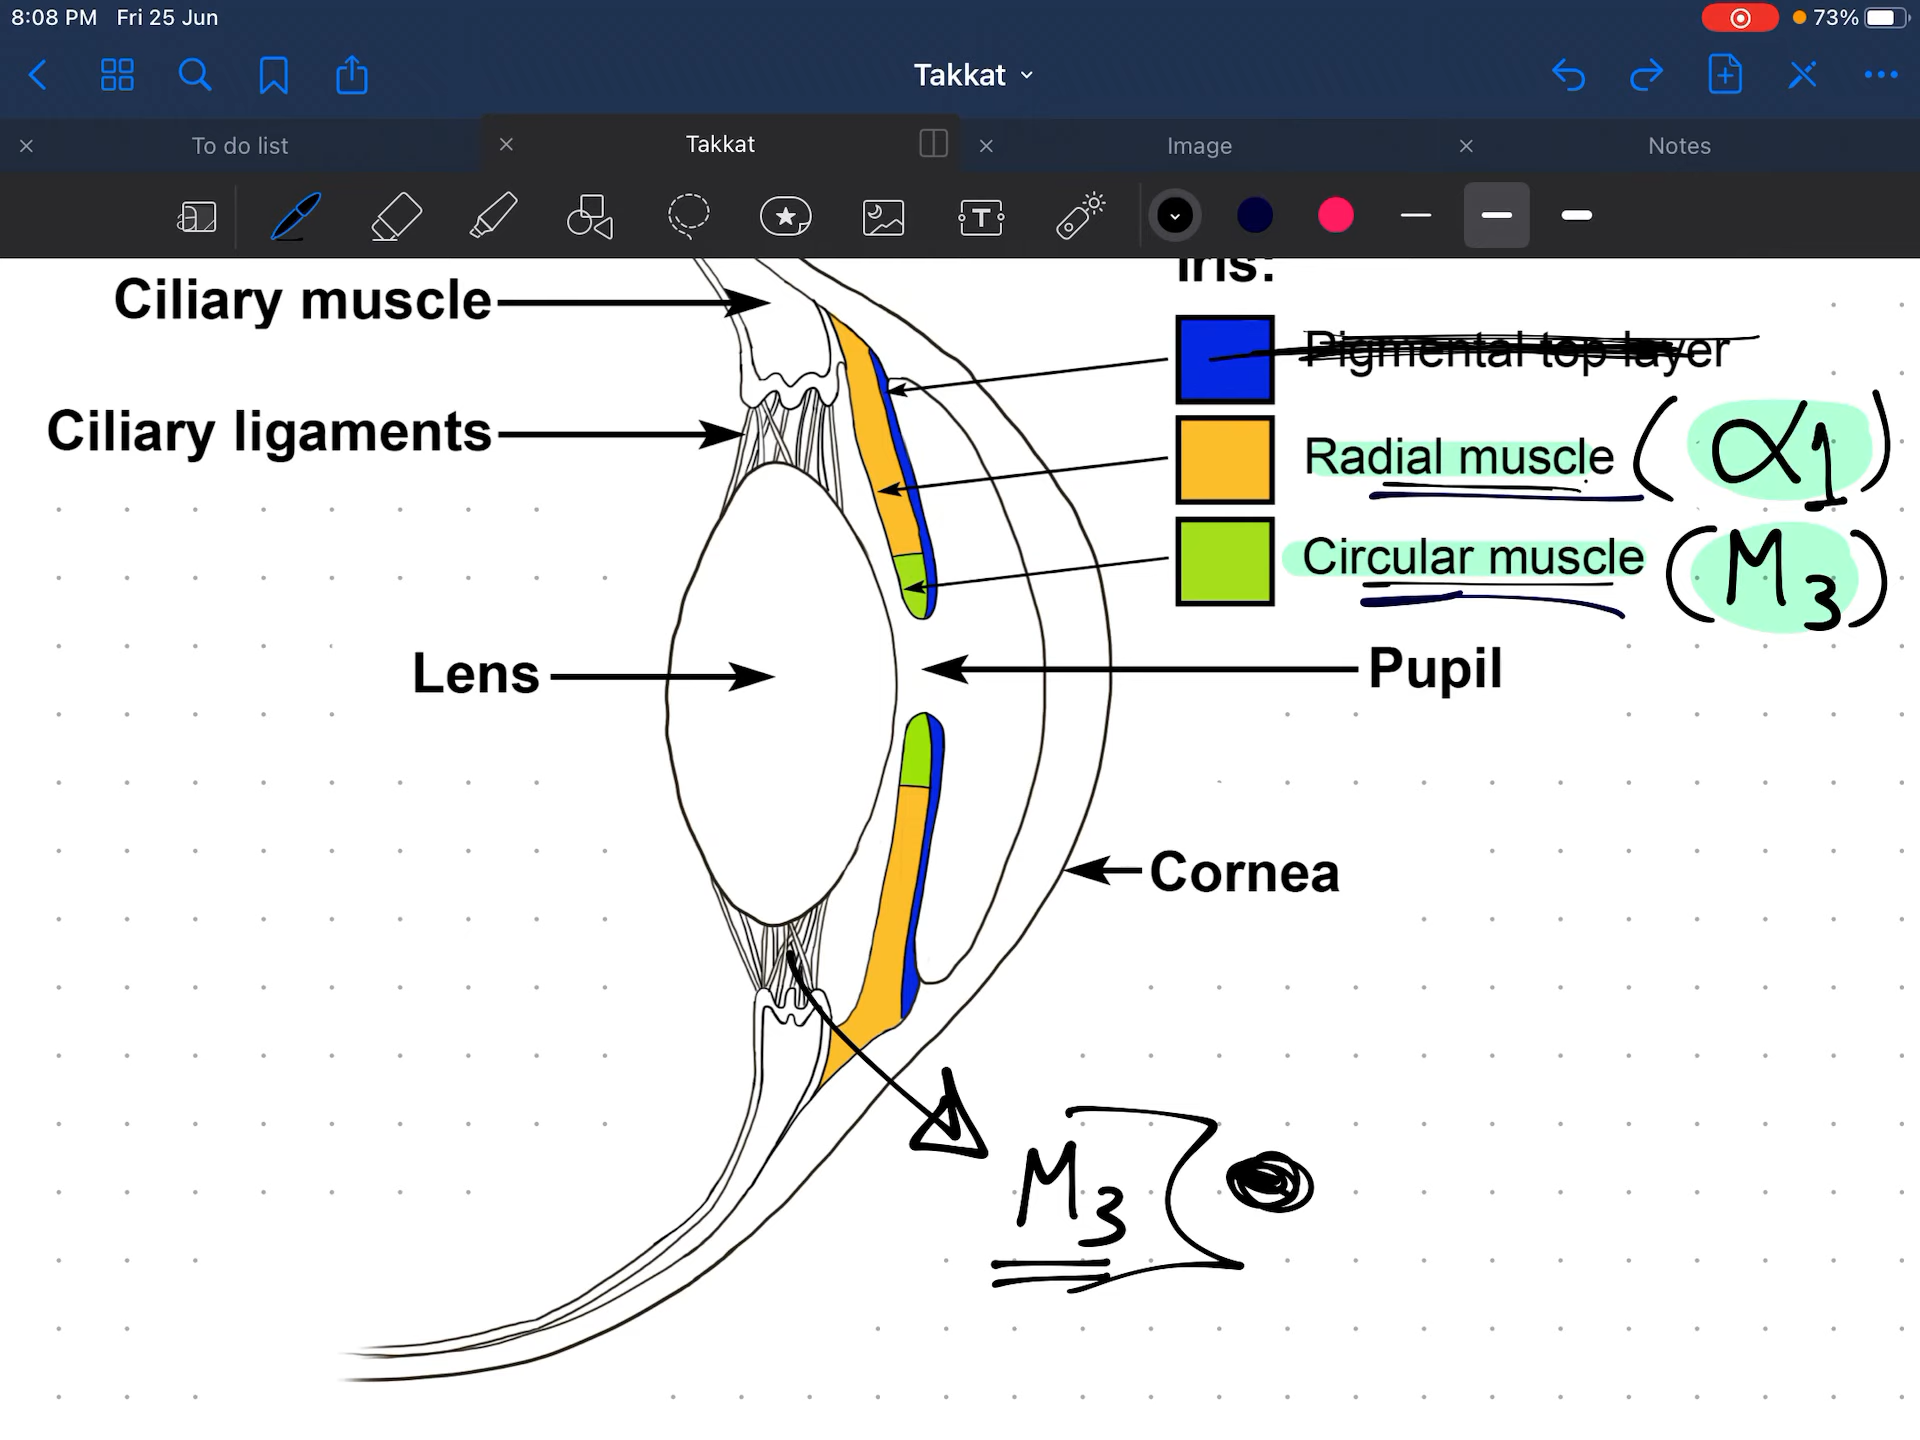 8:08 PM Fri 25 Jun
73%
Takkat
To do list
Takkat
Image
Notes
Iris:
Ciliary muscle
Pigmental top layer
Ciliary ligaments
Radial muscle (α1)
Circular muscle (M3)
Lens
Pupil
Cornea
M3